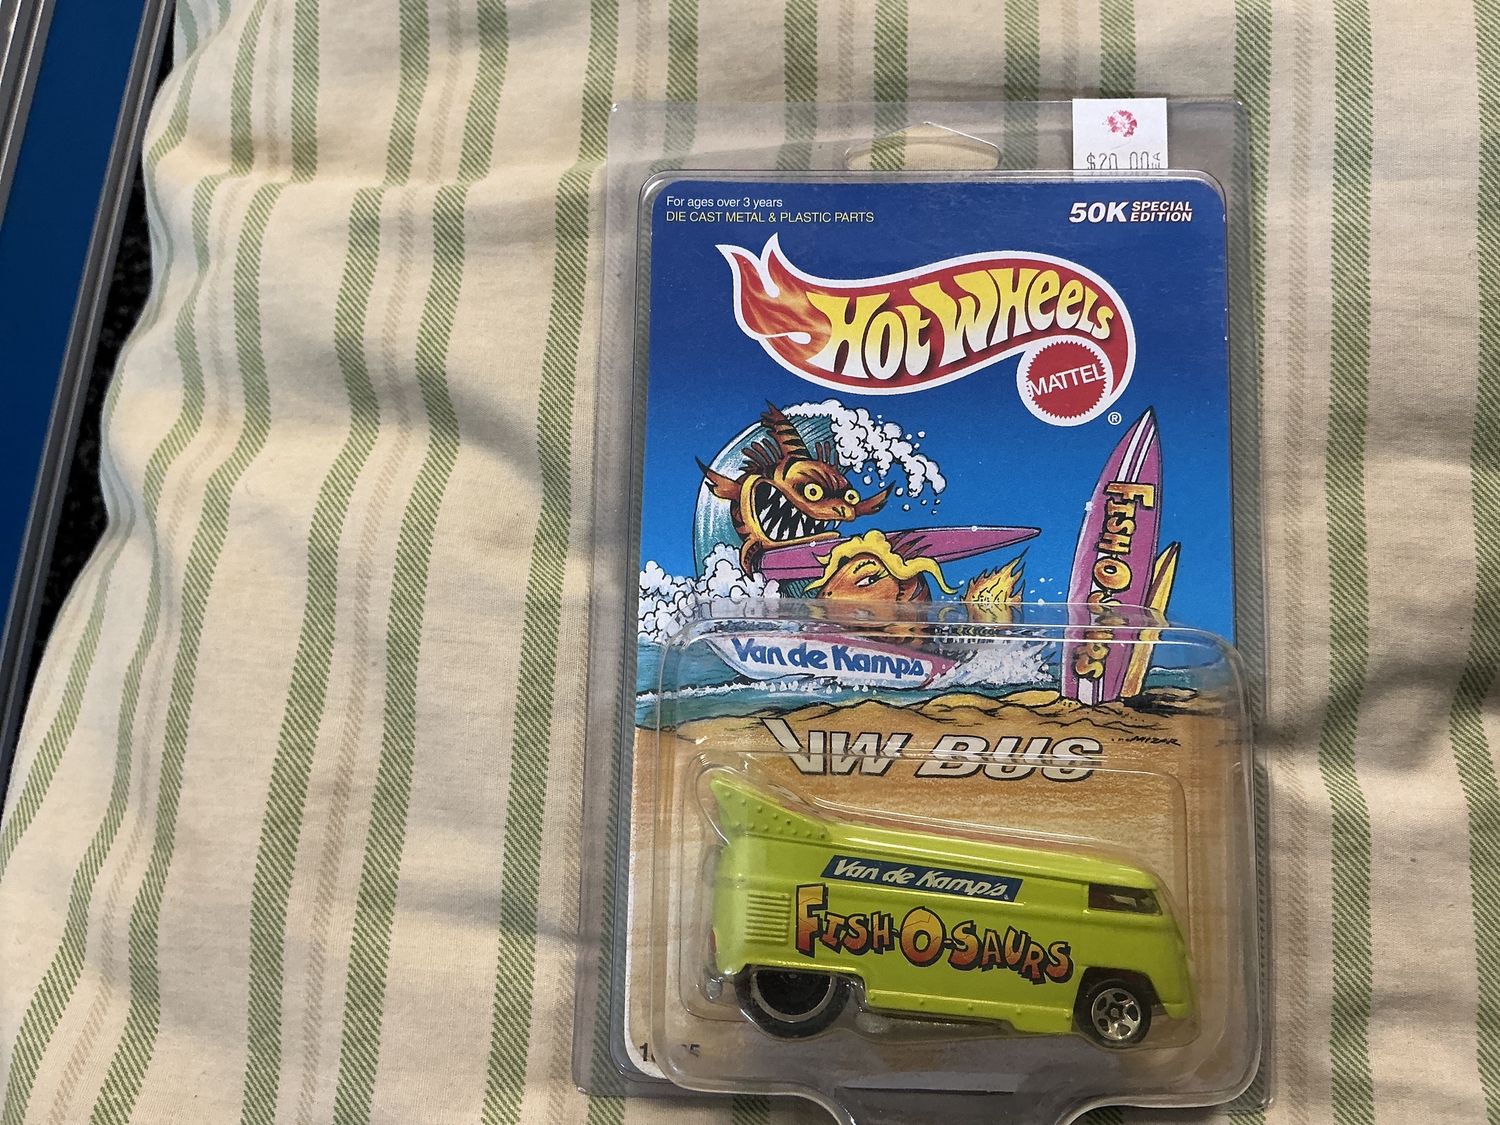 $20.00
For ages over 3 years
DIE CAST METAL & PLASTIC PARTS
50K SPECIAL EDITION
Hot Wheels
MATTEL
®
FISH-O-SAURS
Van de Kamp's
VW BUS
MIZAR
Van de Kamp's
FISH-O-SAURS